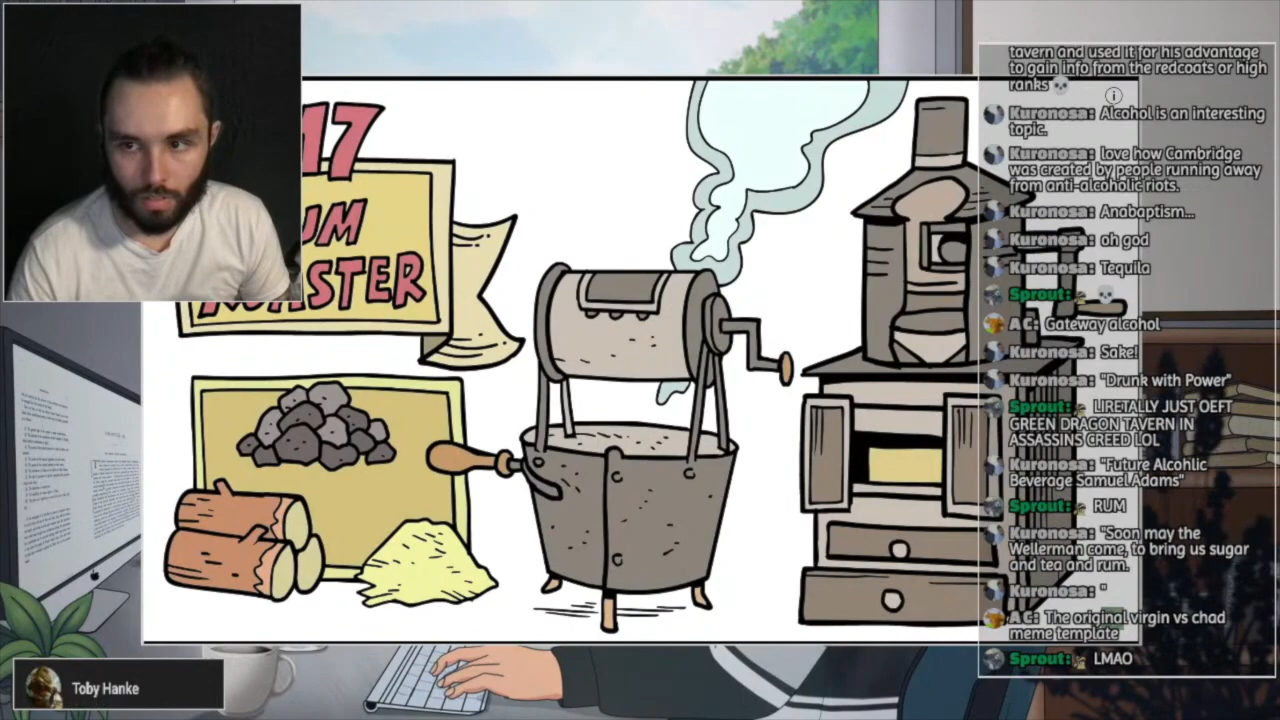 17
UM
ROASTER
tavern and used it for his advantage
to gain info from the redcoats or high
ranks💀
Kuronosa: Alcohol is an interesting
topic.
Kuronosa: love how Cambridge
was created by people running away
from anti-alcoholic riots.
Kuronosa: Anabaptism...
Kuronosa: oh god
Kuronosa: Tequila
Sprout: 💀
AC: Gateway alcohol
Kuronosa: Sake!
Kuronosa: "Drunk with Power"
Sprout: LIRETALLY JUST OEFT
GREEN DRAGON TAVERN IN
ASSASSINS CREED LOL
Kuronosa: "Future Alcohlic
Beverage Samuel Adams"
Sprout: RUM
Kuronosa: "Soon may the
Wellerman come, to bring us sugar
and tea and rum.
Kuronosa: "
AC: The original virgin vs chad
meme template
Sprout: LMAO
Toby Hanke